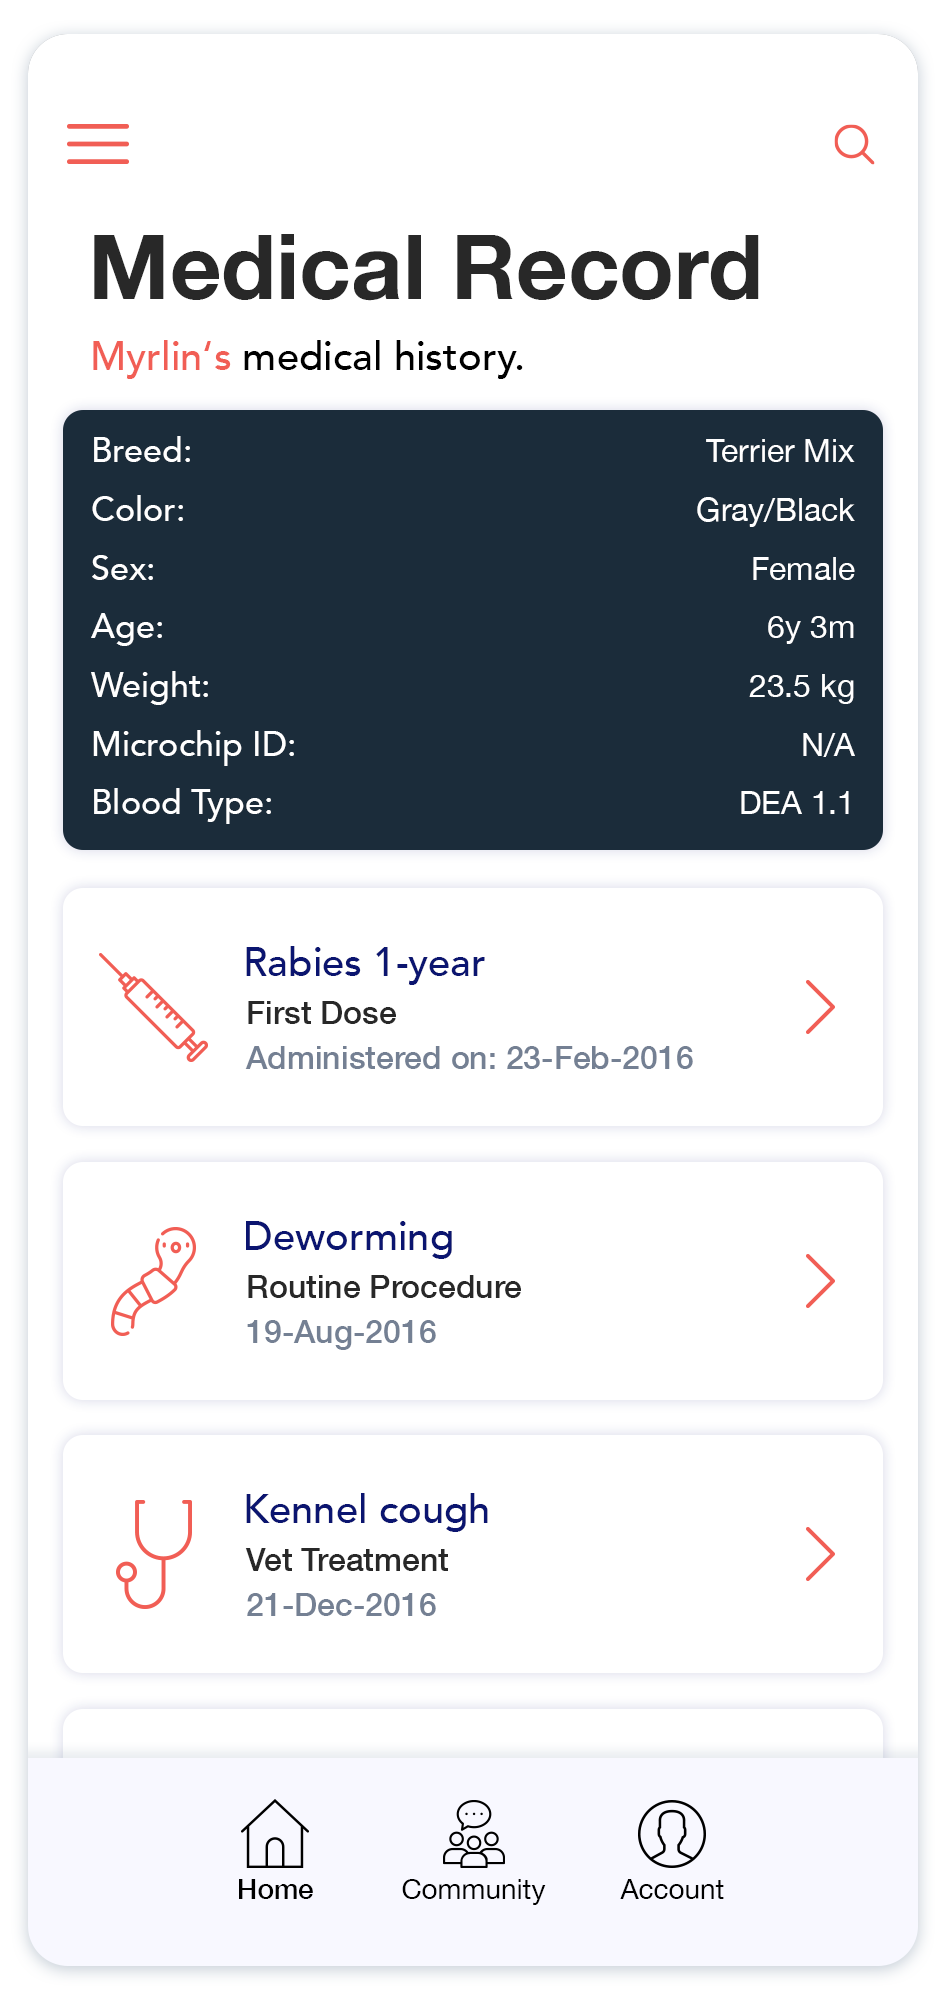 Medical Record
Myrlin‘s medical history.
Breed: Terrier Mix
Color: Gray/Black
Sex: Female
Age: 6y 3m
Weight: 23.5 kg
Microchip ID: N/A
Blood Type: DEA 1.1
Rabies 1-year
First Dose
Administered on: 23-Feb-2016
Deworming
Routine Procedure
19-Aug-2016
Kennel cough
Vet Treatment
21-Dec-2016
Home Community Account